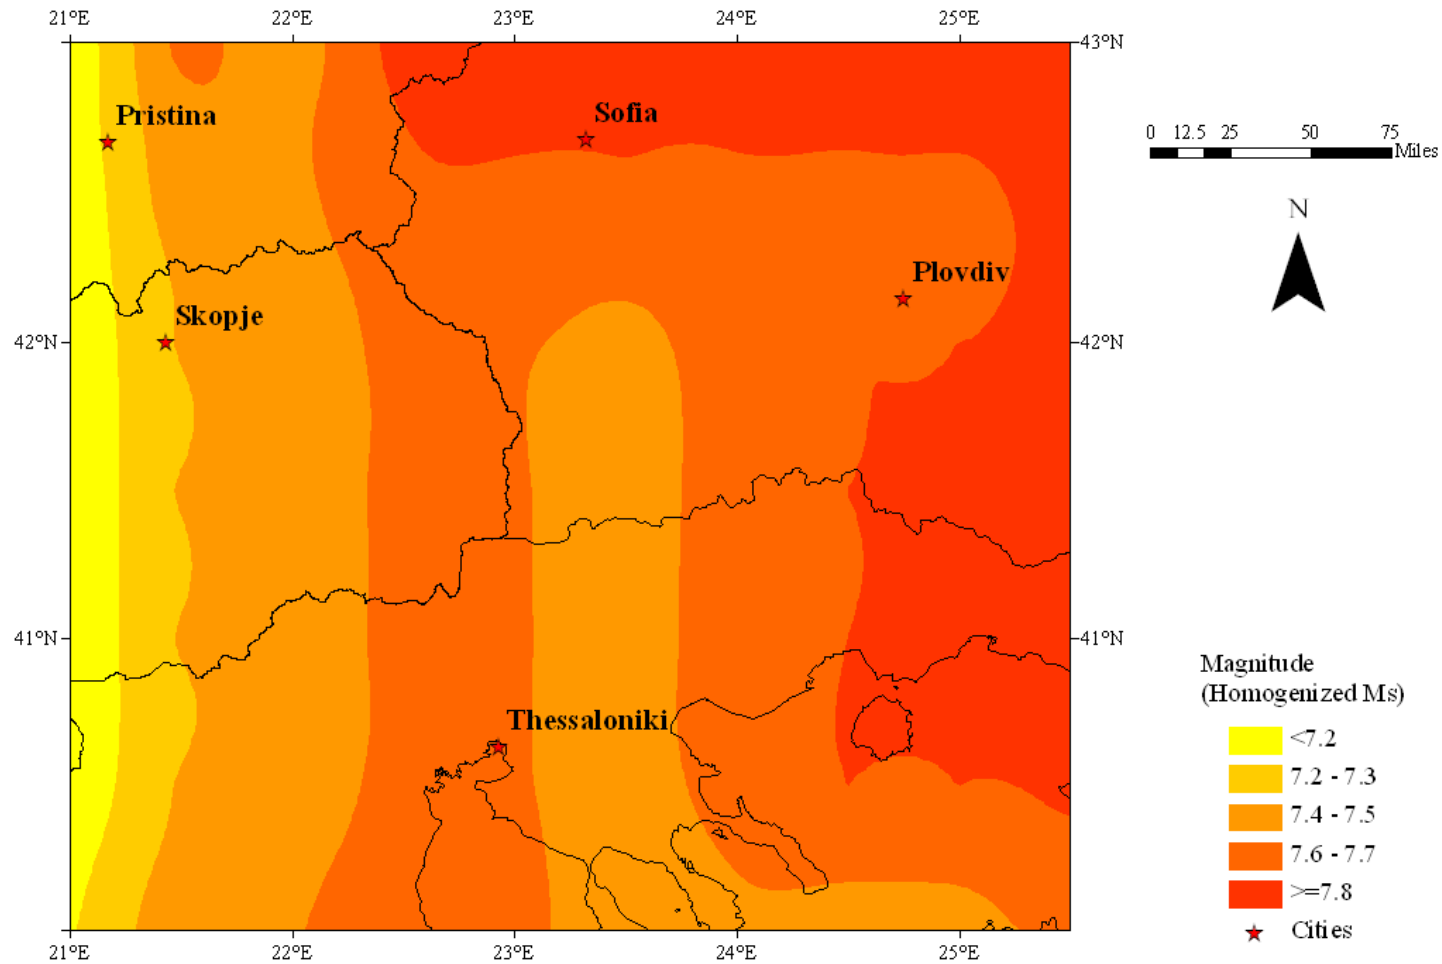 21°E 22°E 23°E 24°E 25°E
43°N
Pristina
Sofia
0 12.5 25 50 75
Miles
N
Plovdiv
Skopje
42°N 42°N
41°N 41°N
Magnitude
(Homogenized Ms)
Thessaloniki
<7.2
7.2 - 7.3
7.4 - 7.5
7.6 - 7.7
>=7.8
Cities
21°E 22°E 23°E 24°E 25°E